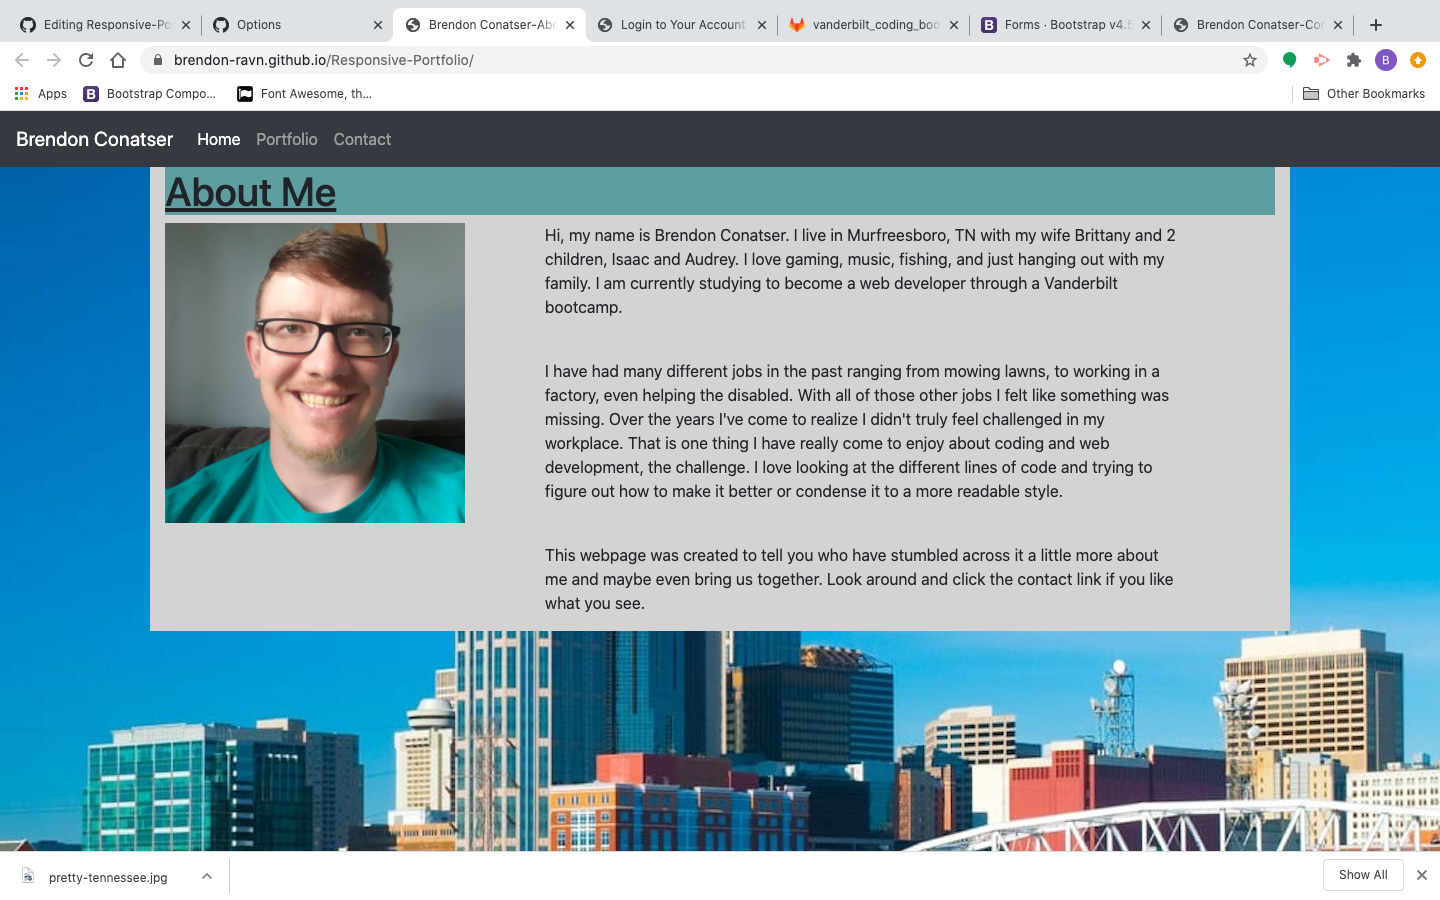 Editing Responsive-Po
Options
Brendon Conatser-Abo
Login to Your Account
vanderbilt_coding_boo
Forms · Bootstrap v4.5
Brendon Conatser-Con
brendon-ravn.github.io/Responsive-Portfolio/
B
Apps
B
Bootstrap Compo...
Font Awesome, th...
Other Bookmarks
Brendon Conatser
Home
Portfolio
Contact
About Me
Hi, my name is Brendon Conatser. I live in Murfreesboro, TN with my wife Brittany and 2
children, Isaac and Audrey. I love gaming, music, fishing, and just hanging out with my
family. I am currently studying to become a web developer through a Vanderbilt
bootcamp.
I have had many different jobs in the past ranging from mowing lawns, to working in a
factory, even helping the disabled. With all of those other jobs I felt like something was
missing. Over the years I've come to realize I didn't truly feel challenged in my
workplace. That is one thing I have really come to enjoy about coding and web
development, the challenge. I love looking at the different lines of code and trying to
figure out how to make it better or condense it to a more readable style.
This webpage was created to tell you who have stumbled across it a little more about
me and maybe even bring us together. Look around and click the contact link if you like
what you see.
pretty-tennessee.jpg
Show All